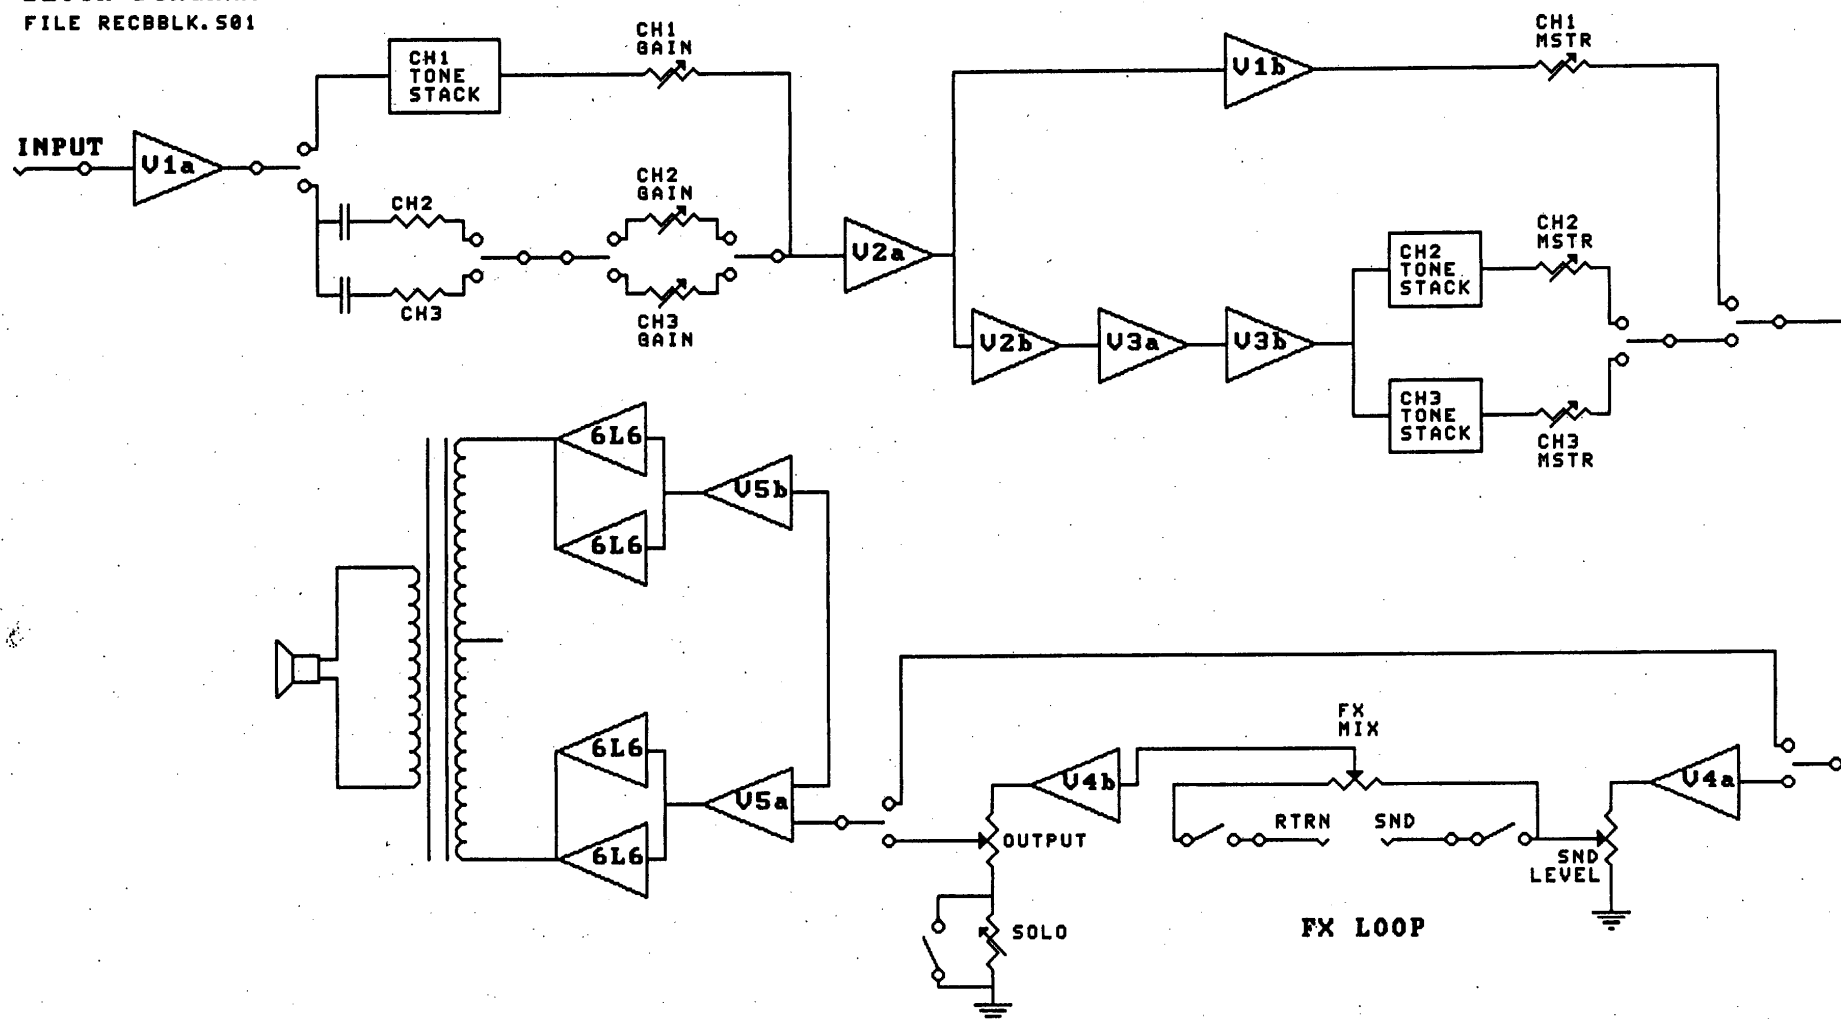 FILE RECBBLK.S01
CH1
TONE
STACK
CH1
GAIN
INPUT
V1a
CH2
CH3
CH2
GAIN
CH3
GAIN
V2a
V1b
CH1
MSTR
V2b
V3a
V3b
CH2
TONE
STACK
CH2
MSTR
CH3
TONE
STACK
CH3
MSTR
6L6
6L6
V5b
6L6
6L6
V5a
OUTPUT
SOLO
V4b
FX
MIX
RTRN
SND
V4a
SND
LEVEL
FX LOOP